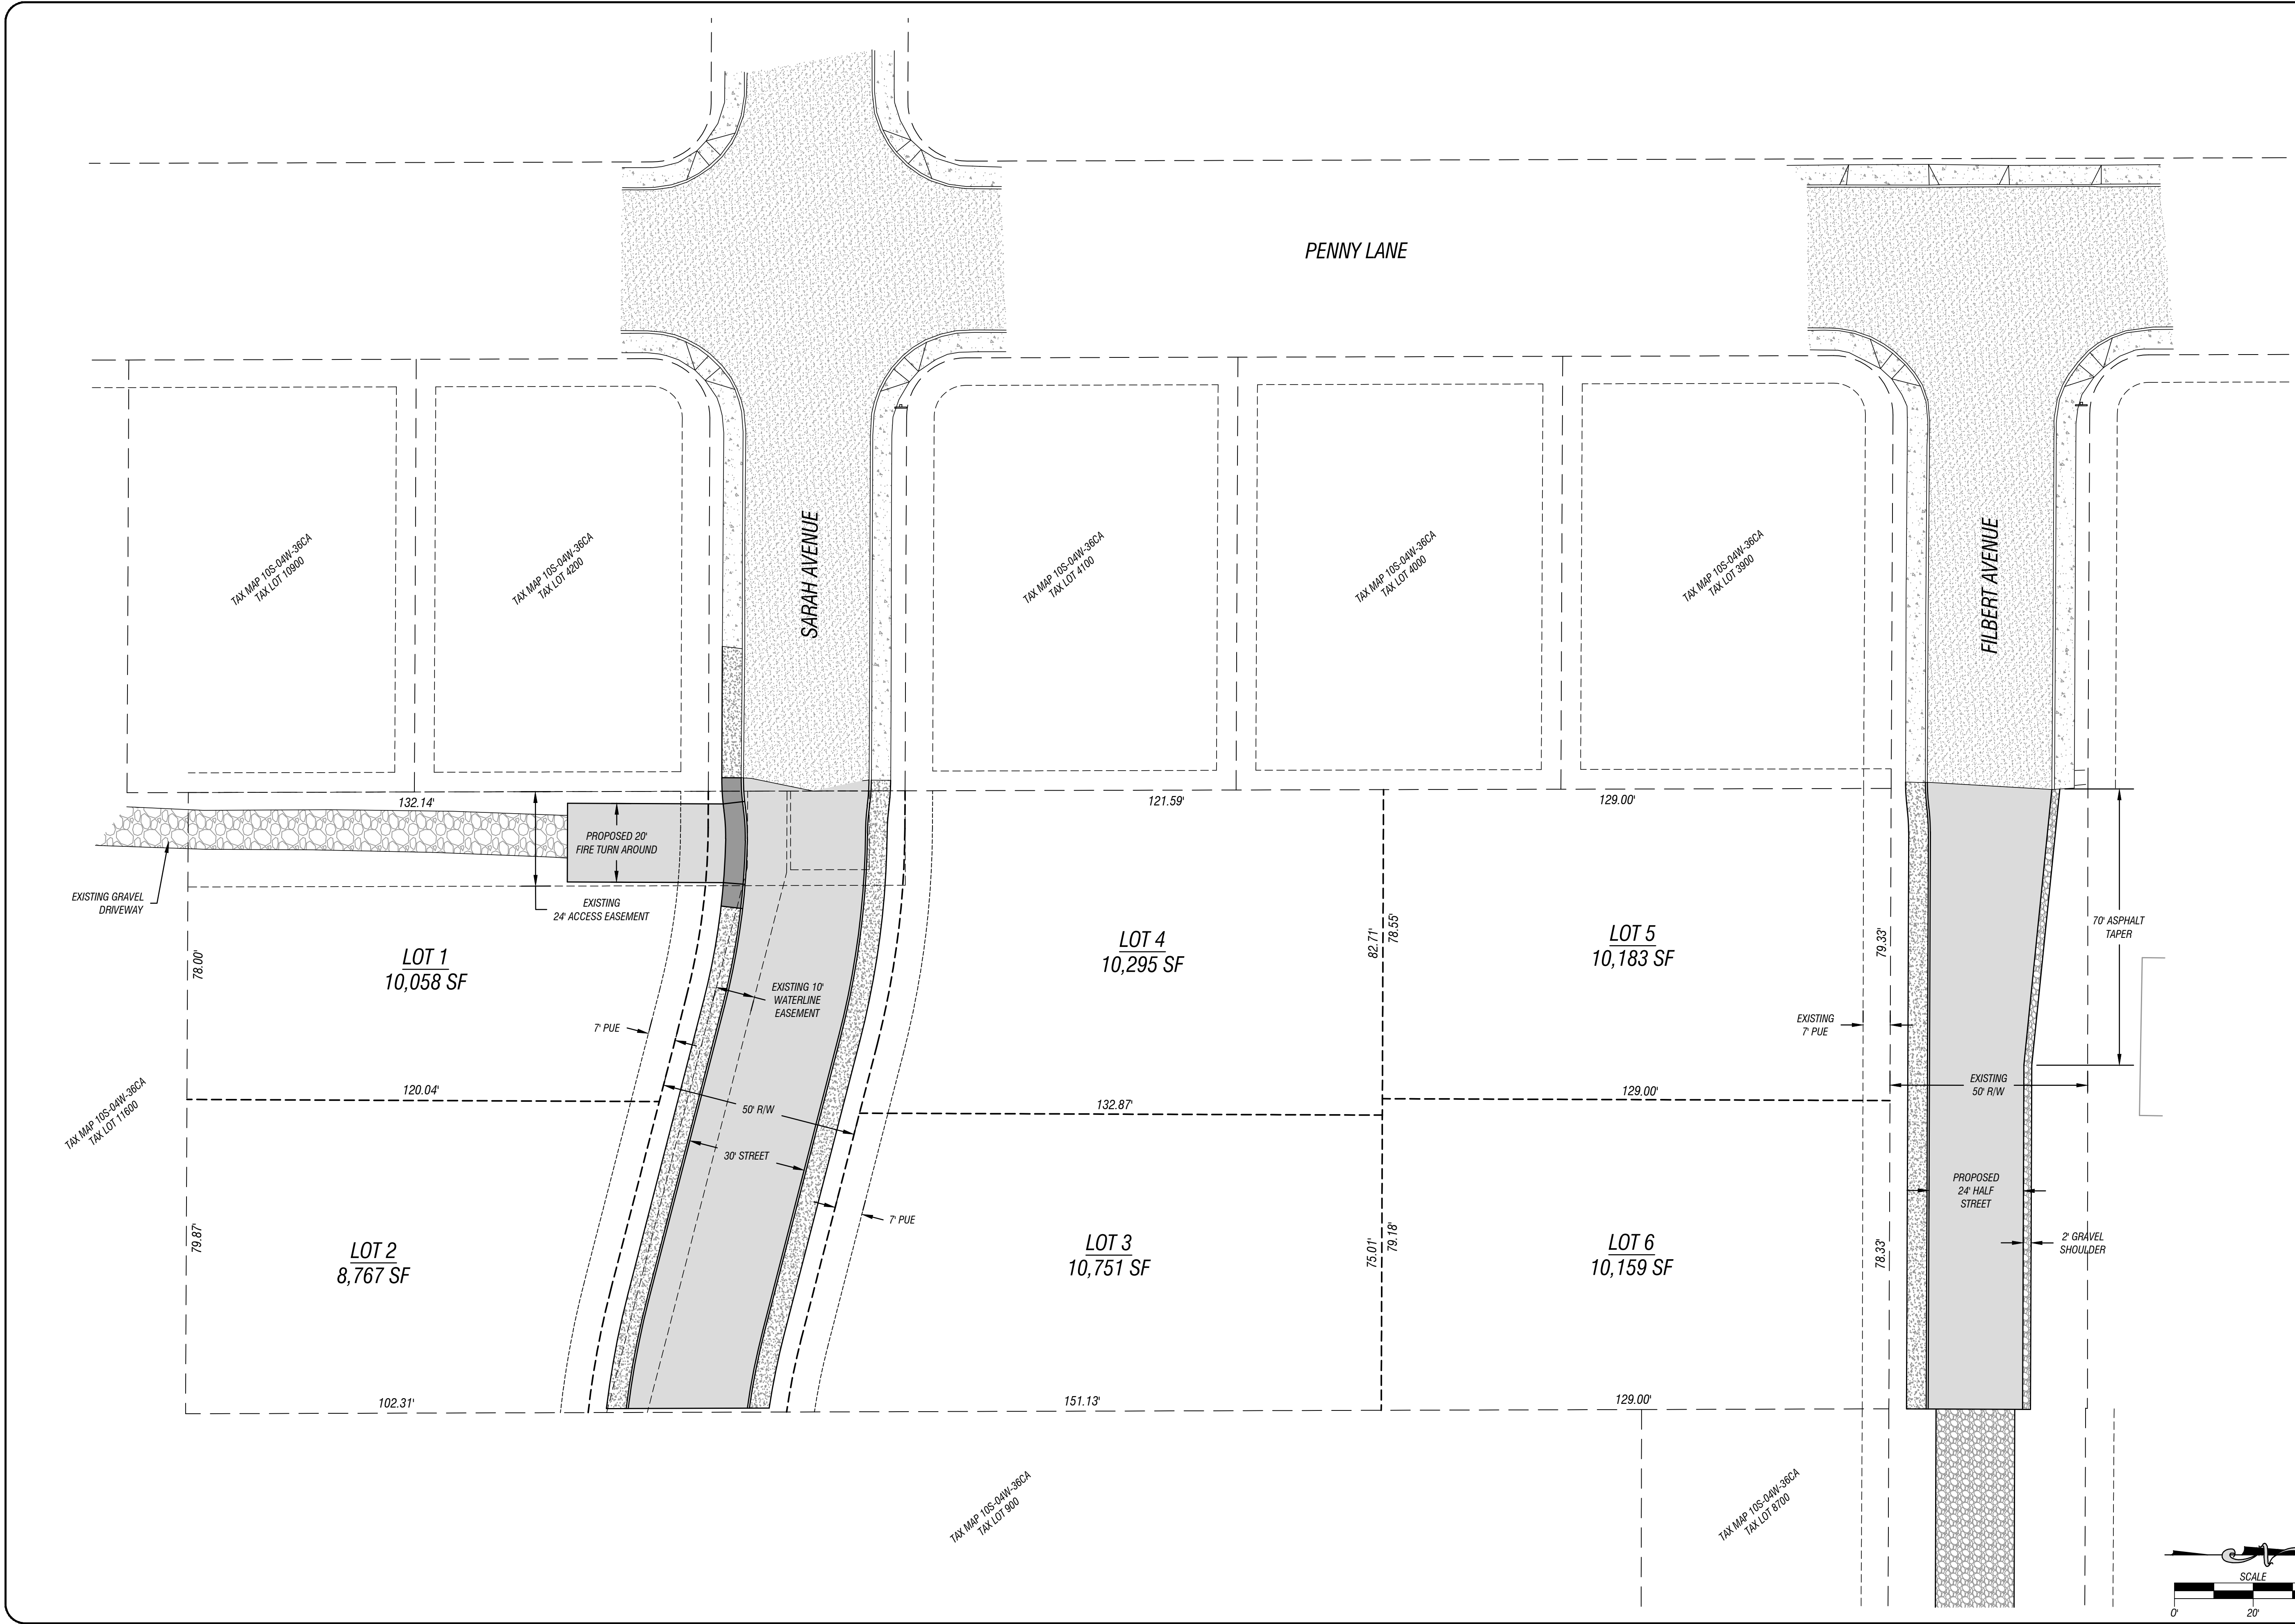 PENNY LANE
SARAH AVENUE
FILBERT AVENUE
TAX MAP 10S-04W-36CA
TAX LOT 10900
TAX MAP 10S-04W-36CA
TAX LOT 4200
TAX MAP 10S-04W-36CA
TAX LOT 4100
TAX MAP 10S-04W-36CA
TAX LOT 4000
TAX MAP 10S-04W-36CA
TAX LOT 3900
132.14'
121.59'
129.00'
PROPOSED 20'
FIRE TURN AROUND
EXISTING GRAVEL
DRIVEWAY
EXISTING
24' ACCESS EASEMENT
LOT 1
10,058 SF
78.00'
EXISTING 10'
WATERLINE
EASEMENT
7' PUE
LOT 4
10,295 SF
82.71'
78.55'
LOT 5
10,183 SF
79.33'
70' ASPHALT
TAPER
EXISTING
7' PUE
EXISTING
50' R/W
TAX MAP 10S-04W-36CA
TAX LOT 11600
120.04'
50' R/W
132.87'
129.00'
30' STREET
PROPOSED
24' HALF
STREET
7' PUE
2' GRAVEL
SHOULDER
LOT 2
8,767 SF
79.87'
LOT 3
10,751 SF
75.01'
79.18'
LOT 6
10,159 SF
78.33'
102.31'
151.13'
129.00'
TAX MAP 10S-04W-36CA
TAX LOT 900
TAX MAP 10S-04W-36CA
TAX LOT 8700
SCALE
0'
20'